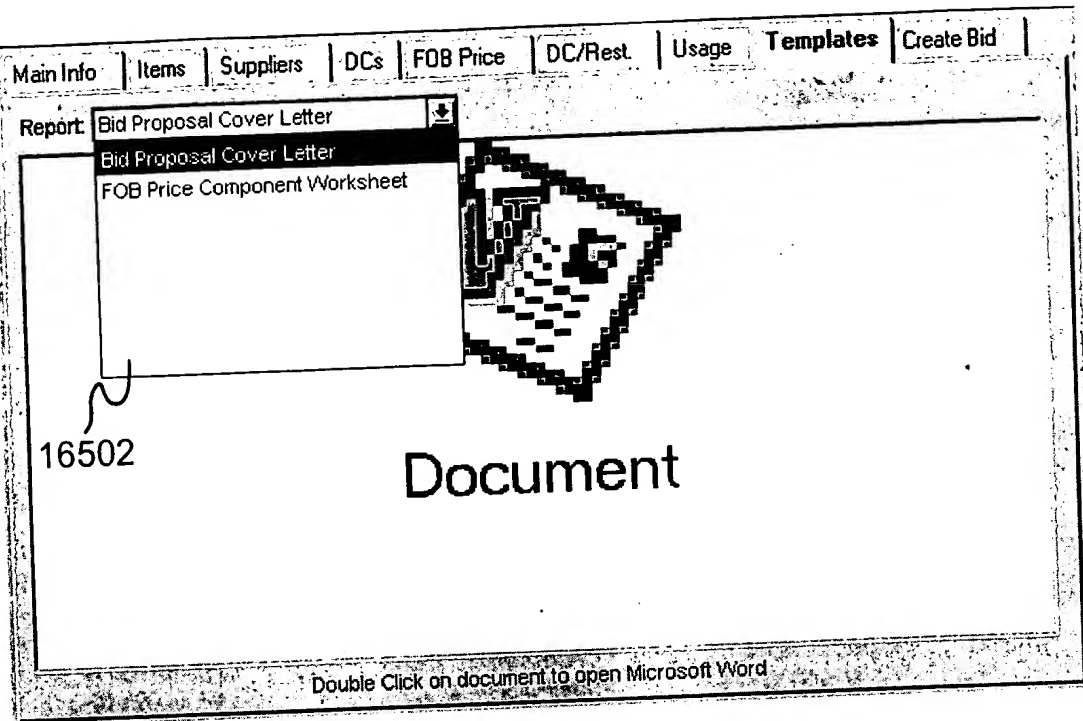 Main Info Items Suppliers DCs FOB Price DC/Rest. Usage Templates Create Bid
Report: Bid Proposal Cover Letter
Bid Proposal Cover Letter
FOB Price Component Worksheet
16502
Document
Double Click on document to open Microsoft Word